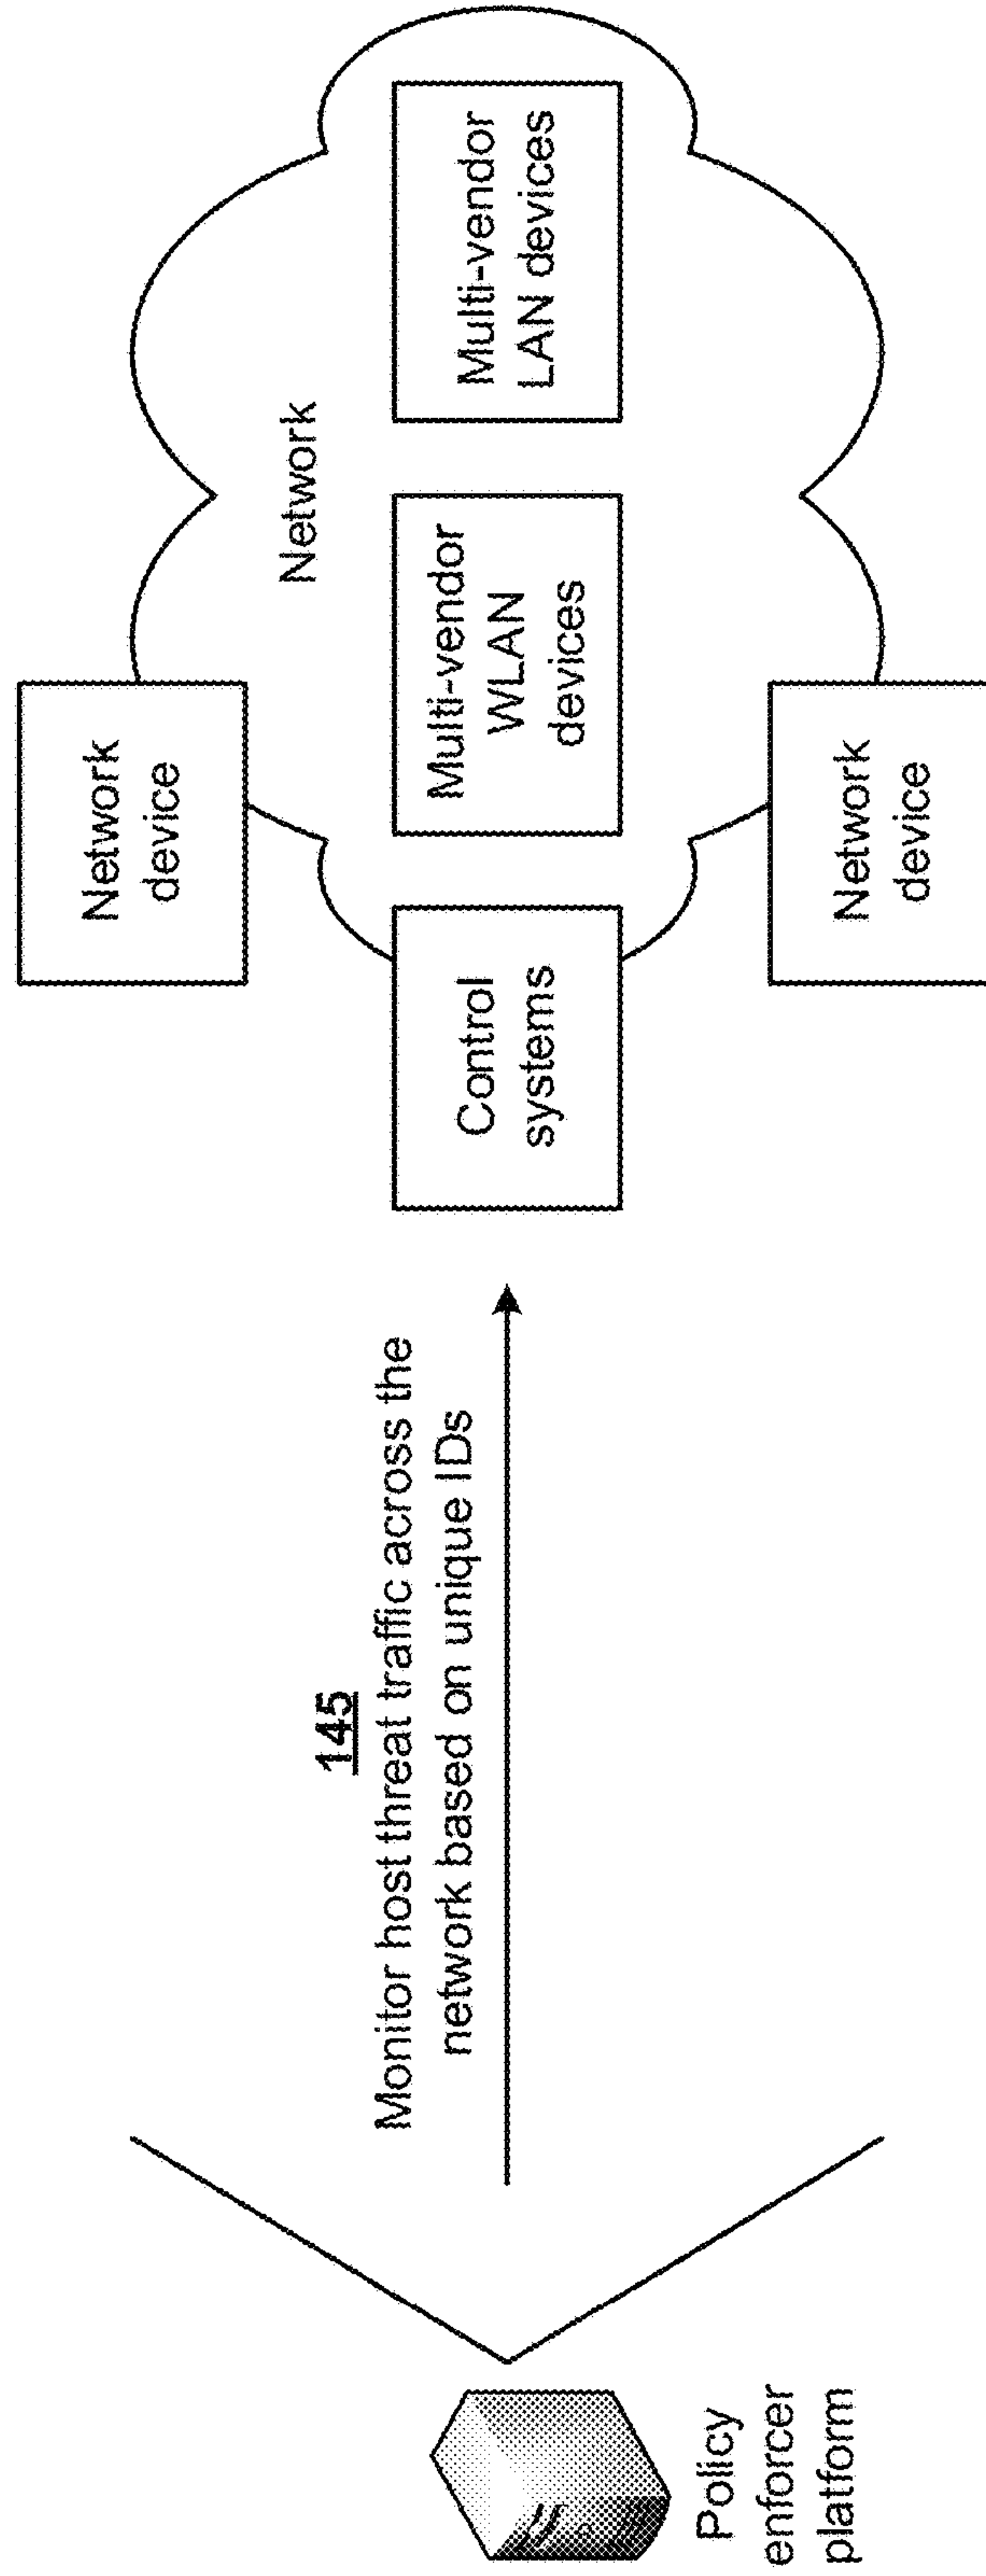 Policy
enforcer
platform
145
Monitor host threat traffic across the
network based on unique IDs
Network
device
Control
systems
Network
device
Network
Multi-vendor
WLAN
devices
Multi-vendor
LAN devices